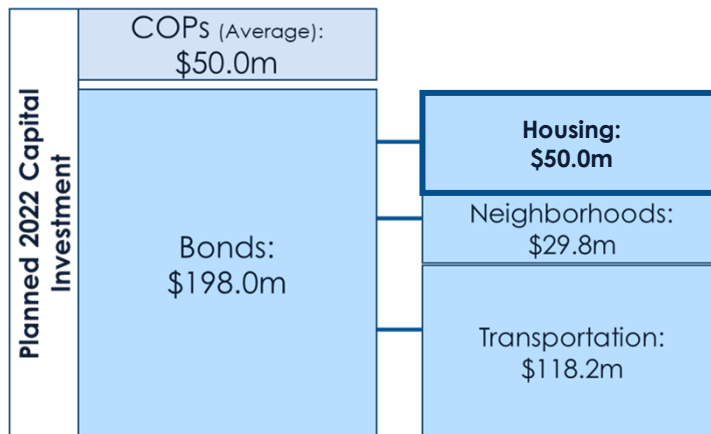 Planned 2022 Capital
Investment
COPs (Average):
$50.0m
Bonds:
$198.0m
Housing:
$50.0m
Neighborhoods:
$29.8m
Transportation:
$118.2m